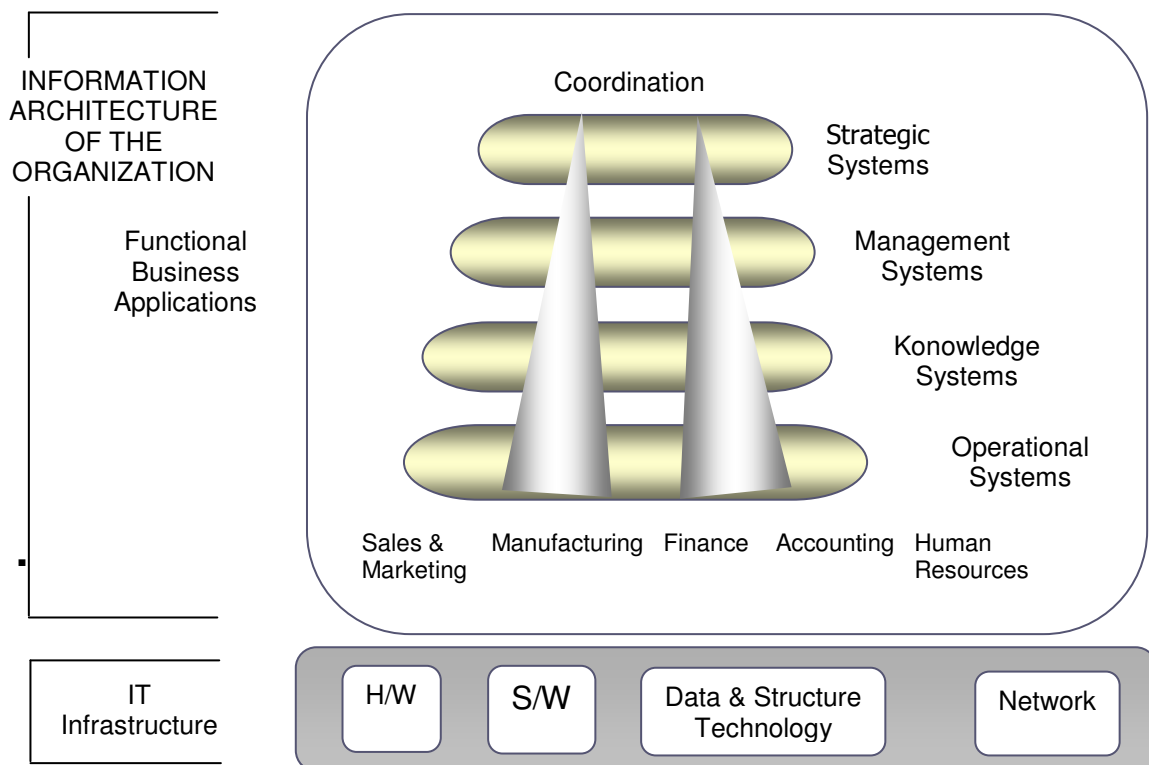 INFORMATION
ARCHITECTURE
OF THE
ORGANIZATION
Functional
Business
Applications
Coordination
Strategic
Systems
Management
Systems
Konowledge
Systems
Operational
Systems
Sales &
Marketing
Manufacturing
Finance
Accounting
Human
Resources
IT
Infrastructure
H/W
S/W
Data & Structure
Technology
Network